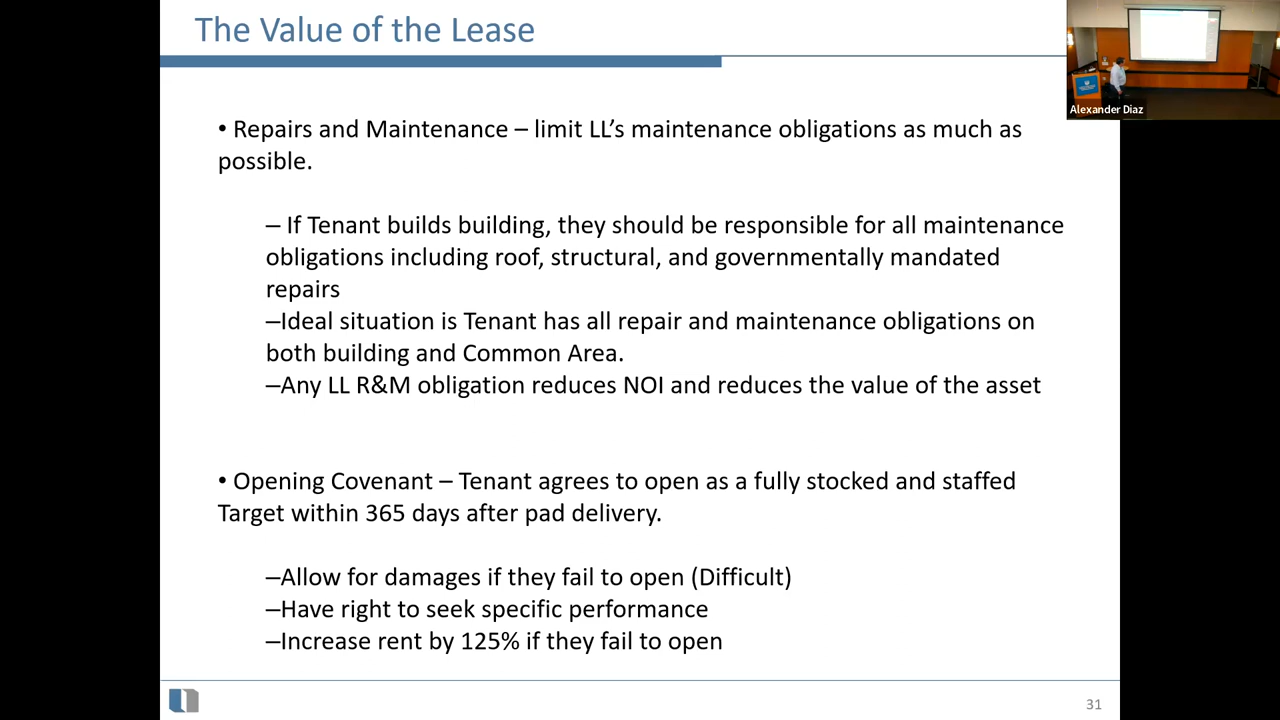 The Value of the Lease
Alexander Diaz
• Repairs and Maintenance – limit LL’s maintenance obligations as much as
possible.
– If Tenant builds building, they should be responsible for all maintenance
obligations including roof, structural, and governmentally mandated
repairs
–Ideal situation is Tenant has all repair and maintenance obligations on
both building and Common Area.
–Any LL R&M obligation reduces NOI and reduces the value of the asset
• Opening Covenant – Tenant agrees to open as a fully stocked and staffed
Target within 365 days after pad delivery.
–Allow for damages if they fail to open (Difficult)
–Have right to seek specific performance
–Increase rent by 125% if they fail to open
31